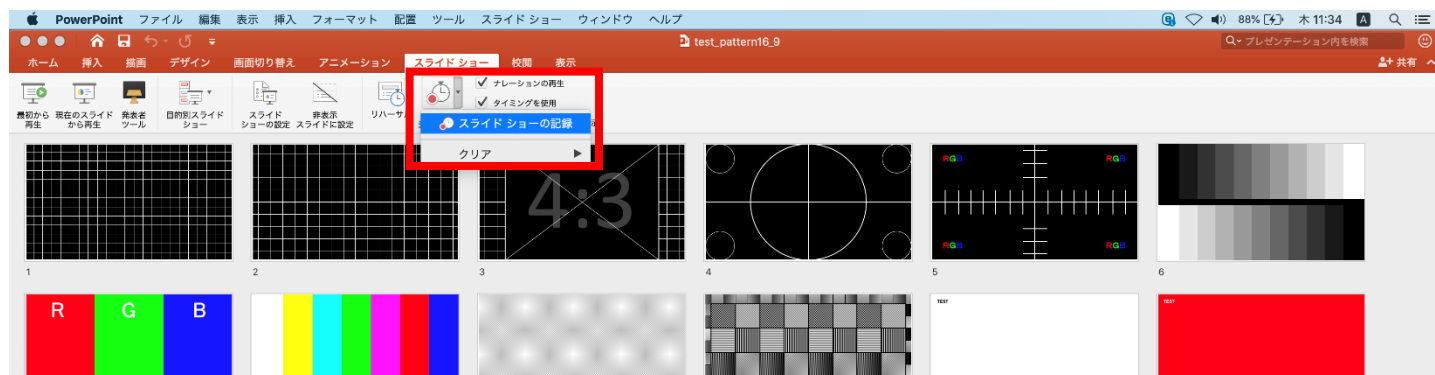 PowerPoint ファイル 編集 表示 挿入 フォーマット 配置 ツール スライド ショー ウィンドウ ヘルプ 88% 木 11:34 A
test_pattern16_9 プレゼンテーション内を検索
ホーム 挿入 描画 デザイン 画面切り替え アニメーション スライド ショー 校閲 表示 共有
ナレーションの再生
タイミングを使用
最初から 現在のスライド 発表者 目的別スライド スライド 非表示 リハーサ
再生 から再生 ツール ショー ショーの設定 スライドに設定
スライド ショーの記録
クリア
RGB RGB
4:3
RGB RGB
1 2 3 4 5 6
R G B
TEST TEST